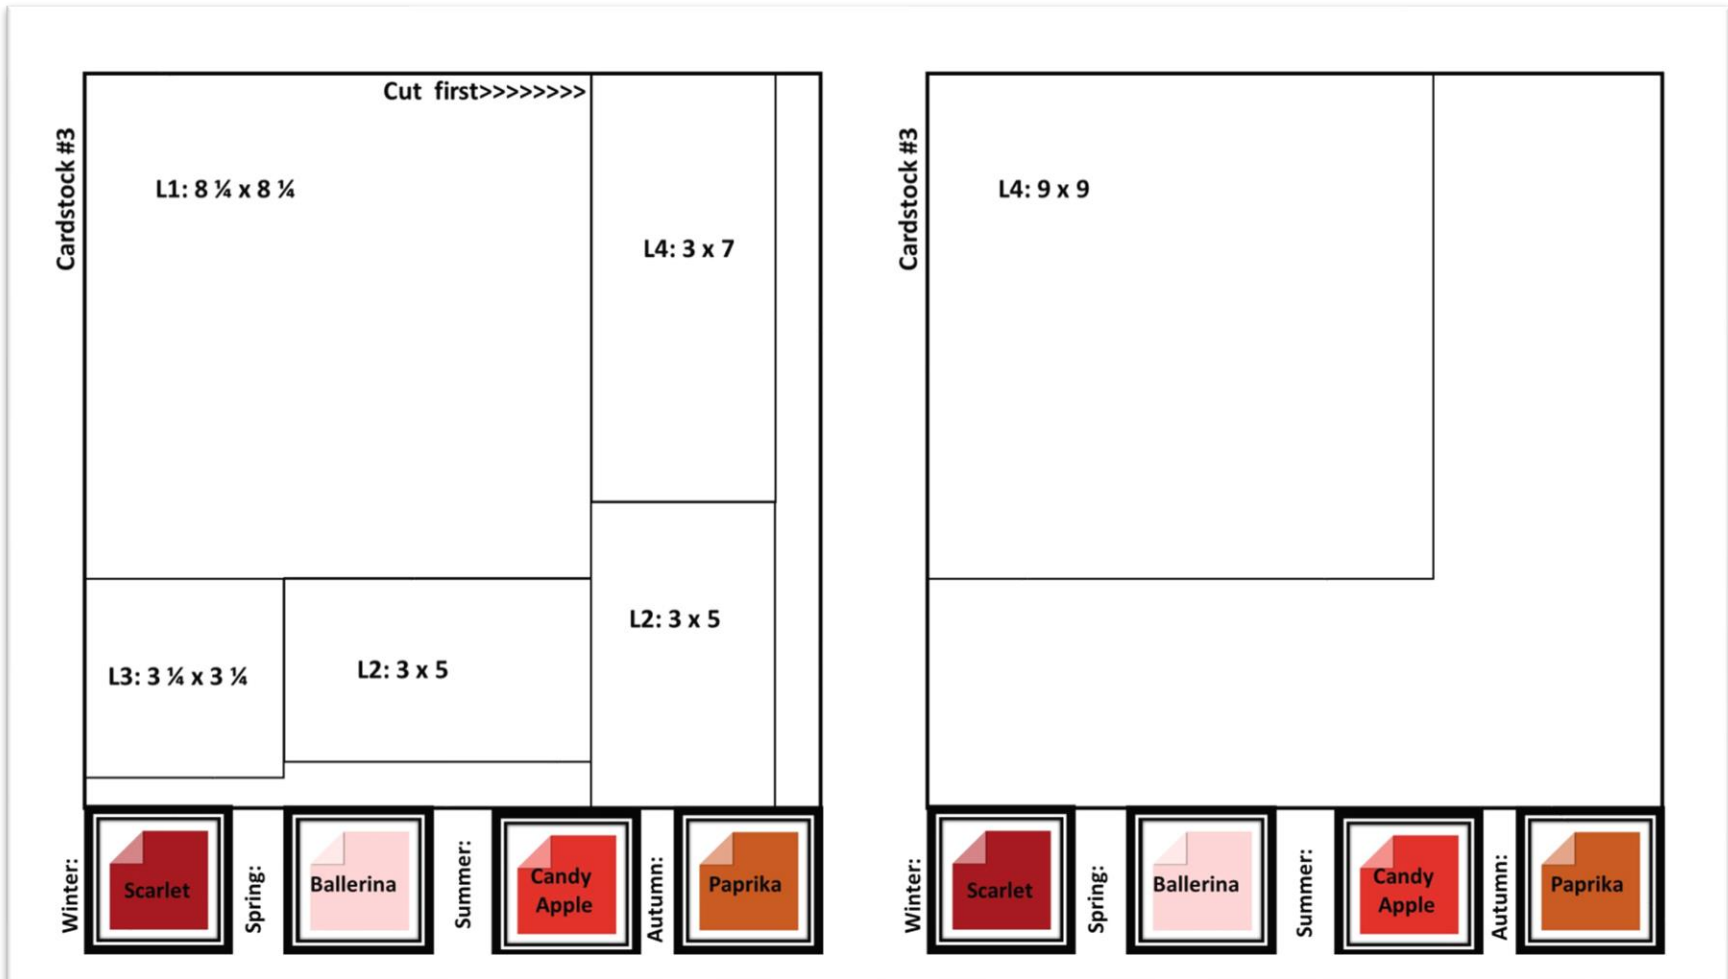 Cardstock #3
Cut first>>>>>>>>
L1: 8 ¼ x 8 ¼
L4: 3 x 7
L3: 3 ¼ x 3 ¼
L2: 3 x 5
L2: 3 x 5
Winter:
Scarlet
Spring:
Ballerina
Summer:
Candy
Apple
Autumn:
Paprika
Cardstock #3
L4: 9 x 9
Winter:
Scarlet
Spring:
Ballerina
Summer:
Candy
Apple
Autumn:
Paprika